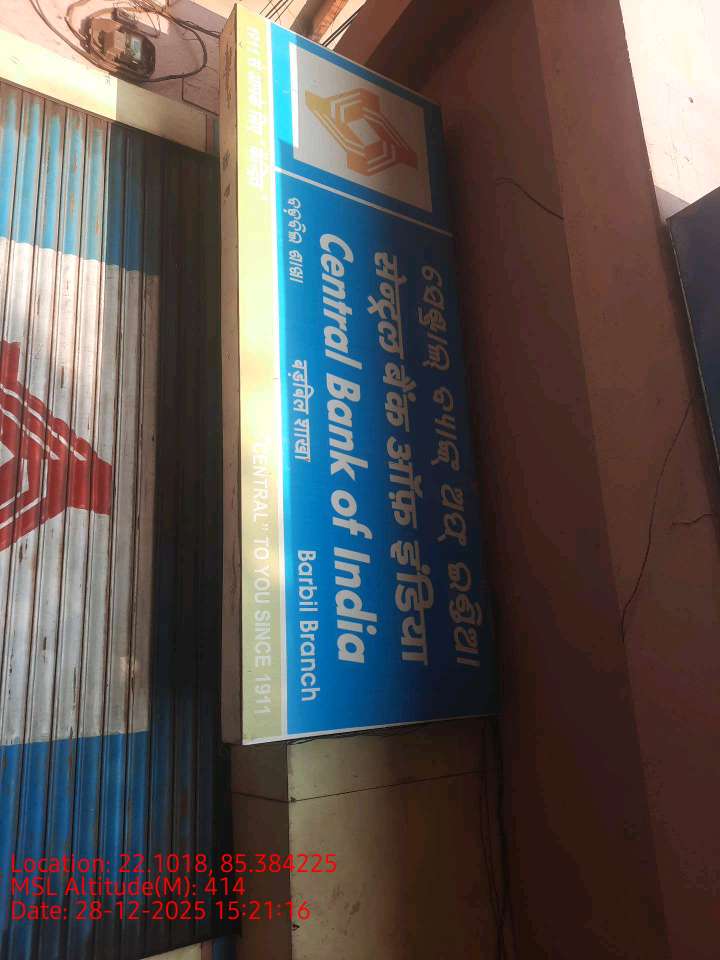 ସେଣ୍ଟ୍ରାଲ୍ ବ୍ୟାଙ୍କ୍ ଅଫ୍ ଇଣ୍ଡିଆ
सेन्ट्रल बैंक ऑफ इंडिया
Central Bank of India
ବଡ଼ବିଲ ଶାଖା बड़बिल शाखा Barbil Branch
"CENTRAL" TO YOU SINCE 1911
Location: 22.1018, 85.384225
MSL Altitude(M): 414
Date: 28-12-2025 15:21:16